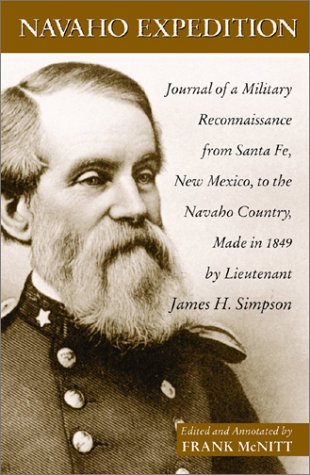 NAVAHO EXPEDITION
Journal of a Military
Reconnaissance
from Santa Fe,
New Mexico, to the
Navaho Country,
Made in 1849
by Lieutenant
James H. Simpson
Edited and Annotated by
FRANK McNITT